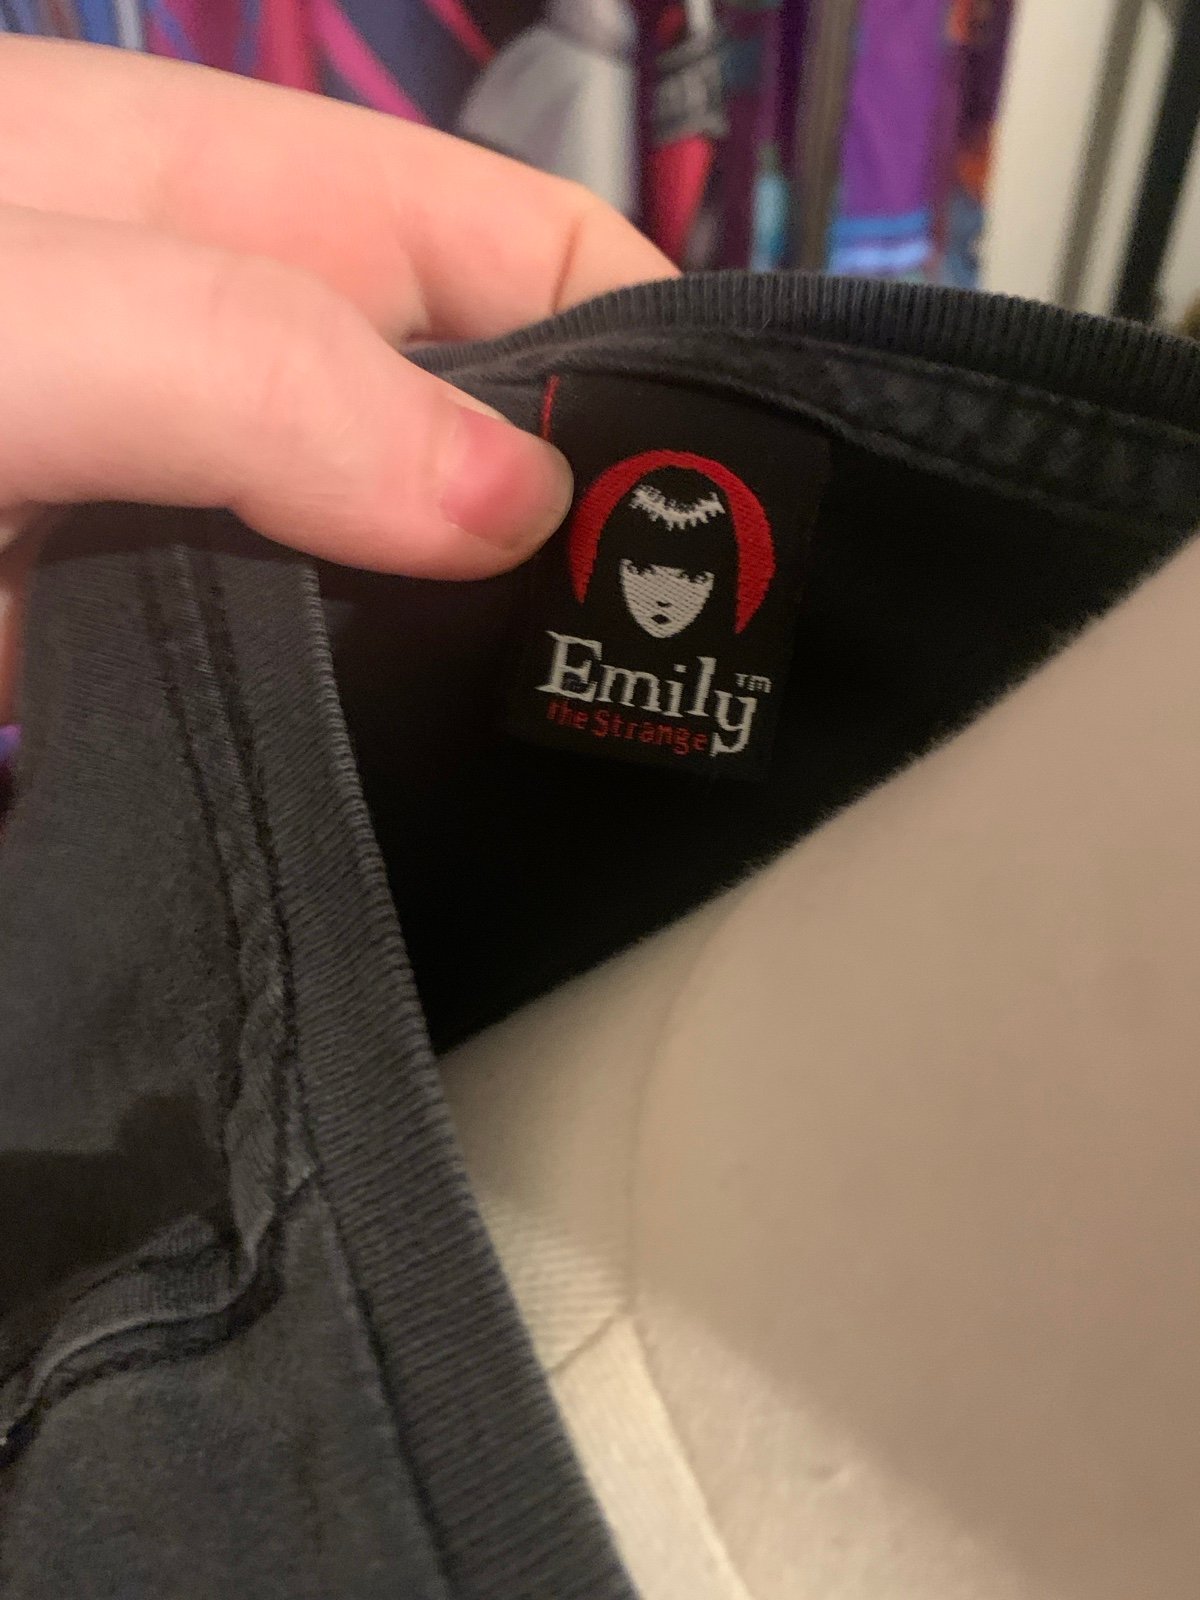 Emily™
the Strange